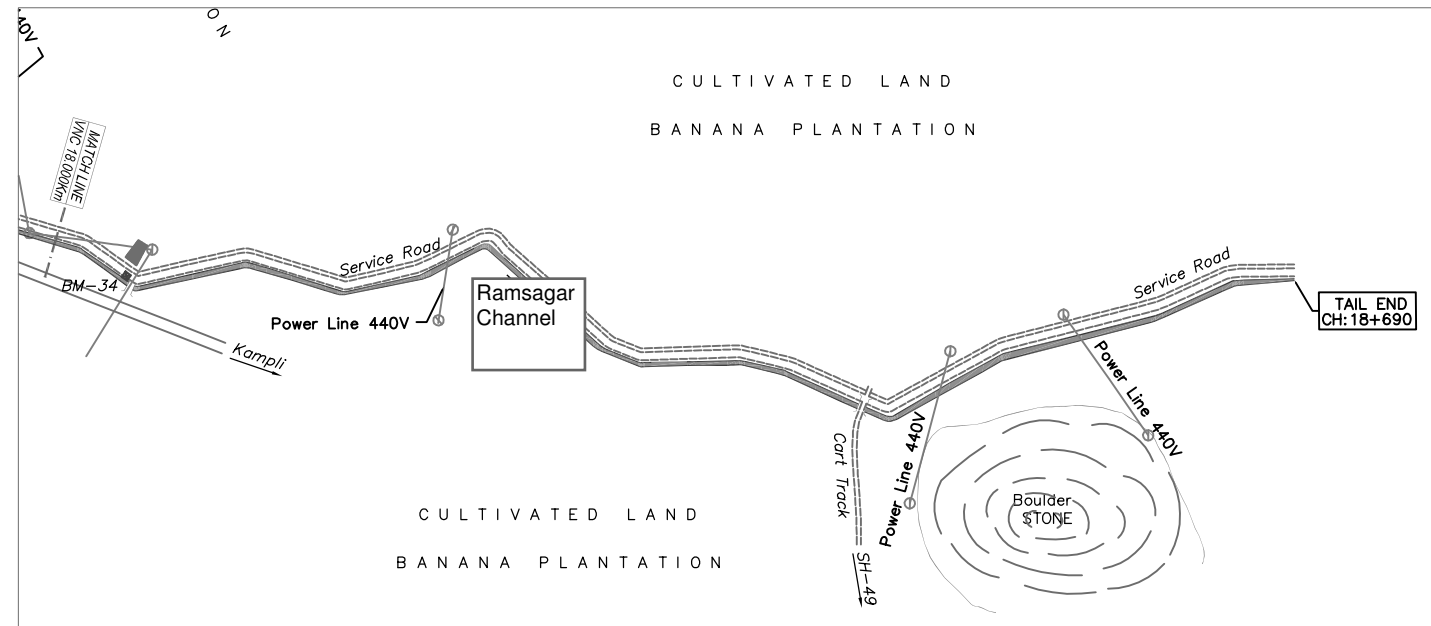 40V
O N
CULTIVATED LAND
BANANA PLANTATION
MATCH LINE
VNC 18.000Km
BM-34
Service Road
Power Line 440V
Kampli
Ramsagar
Channel
Service Road
TAIL END
CH:18+690
Power Line 440V
Power Line 440V
Cart Track
SH-49
Boulder
STONE
CULTIVATED LAND
BANANA PLANTATION